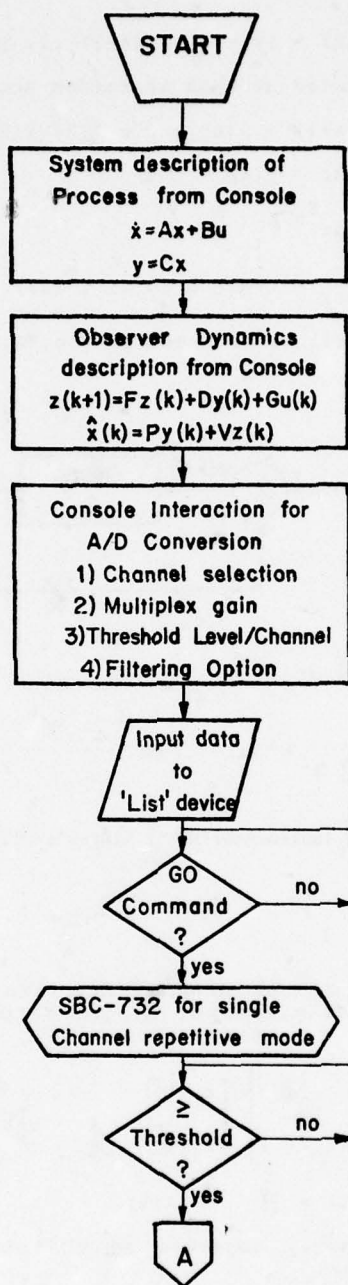 START
System description of
Process from Console
ẋ=Ax+Bu
y=Cx
Observer Dynamics
description from Console
z(k+1)=Fz(k)+Dy(k)+Gu(k)
x̂(k)=Py(k)+Vz(k)
Console Interaction for
A/D Conversion
1) Channel selection
2) Multiplex gain
3)Threshold Level/Channel
4) Filtering Option
Input data
to
'List' device
GO
Command
?
no
yes
SBC-732 for single
Channel repetitive mode
≥
Threshold
?
no
yes
A